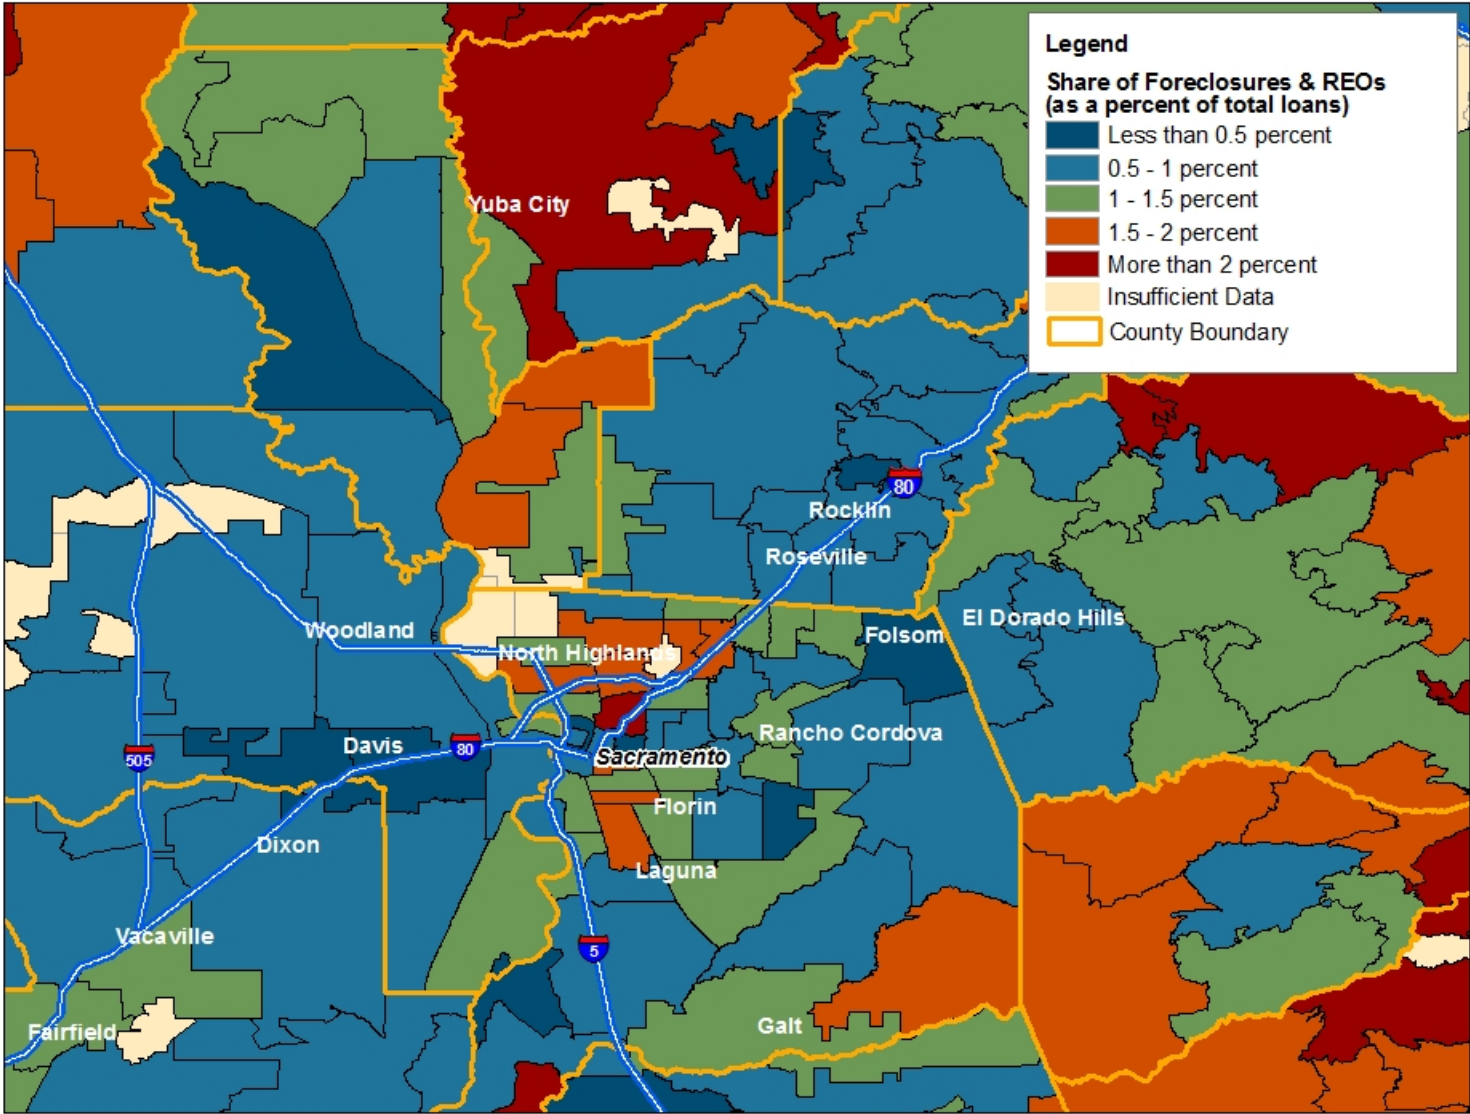 Legend
Share of Foreclosures & REOs
(as a percent of total loans)
Less than 0.5 percent
0.5 - 1 percent
1 - 1.5 percent
1.5 - 2 percent
More than 2 percent
Insufficient Data
County Boundary
Yuba City
80
Rocklin
Roseville
El Dorado Hills
Woodland
Folsom
North Highlands
Rancho Cordova
Davis
80
505
Sacramento
Florin
Dixon
Laguna
Vacaville
5
Galt
Fairfield